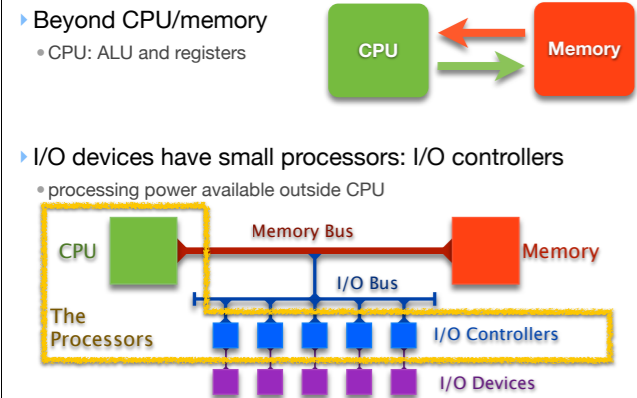 Beyond CPU/memory
CPU: ALU and registers
CPU
Memory
I/O devices have small processors: I/O controllers
processing power available outside CPU
CPU
Memory Bus
Memory
I/O Bus
The
Processors
I/O Controllers
I/O Devices